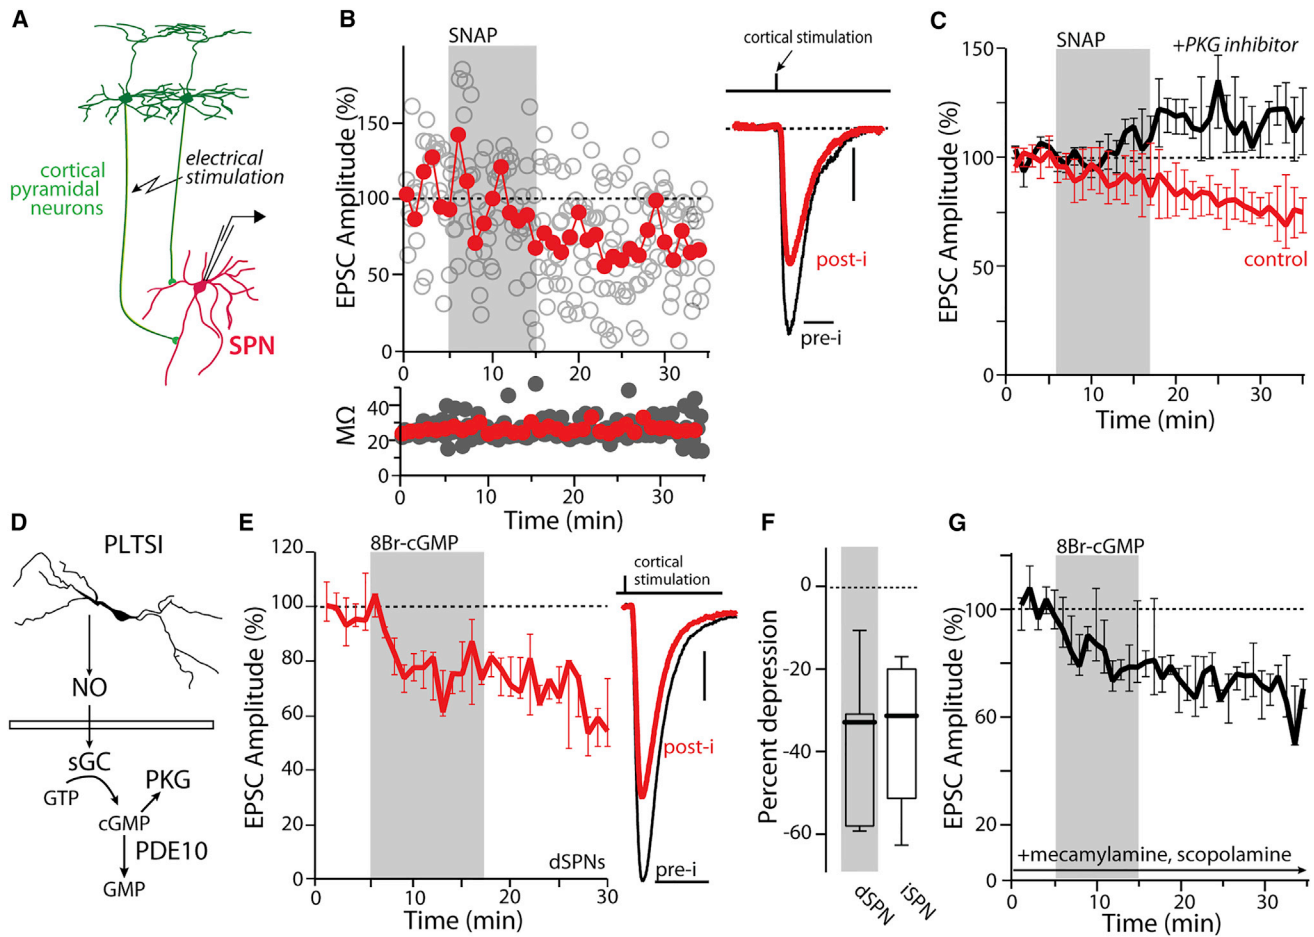 A
cortical
pyramidal
neurons
electrical
stimulation
SPN
B
SNAP
EPSC Amplitude (%)
150
100
50
0
0
10
20
30
cortical stimulation
post-i
pre-i
MΩ
40
20
0
0
10
20
30
Time (min)
C
SNAP
+PKG inhibitor
EPSC Amplitude (%)
150
100
50
0
control
0
10
20
30
Time (min)
D
PLTSI
NO
sGC
GTP
PKG
cGMP
PDE10
GMP
E
8Br-cGMP
EPSC Amplitude (%)
120
100
80
60
40
20
0
dSPNs
0
10
20
30
Time (min)
cortical
stimulation
post-i
pre-i
F
Percent depression
0
-20
-40
-60
dSPN
iSPN
G
8Br-cGMP
EPSC Amplitude (%)
100
60
20
0
+mecamylamine, scopolamine
0
10
20
30
Time (min)